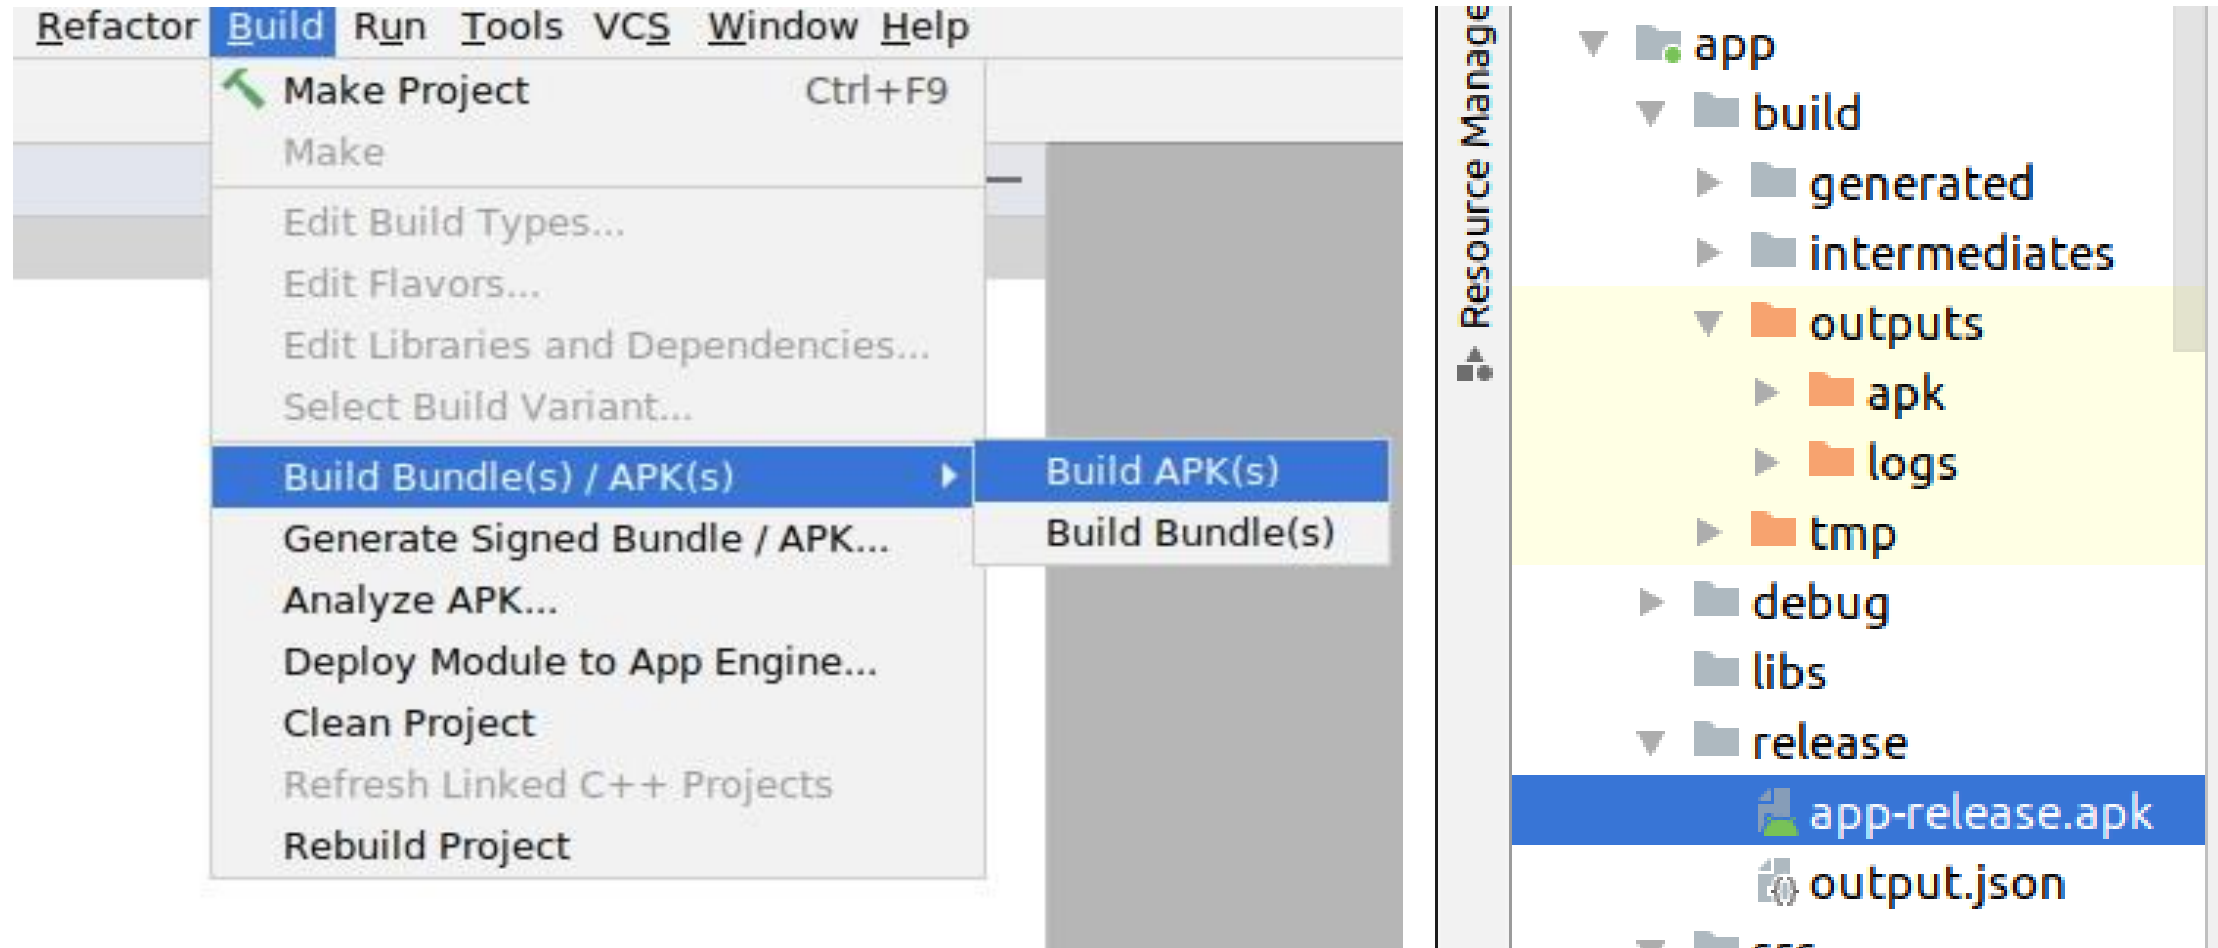 Refactor Build Run Tools VCS Window Help
Make Project Ctrl+F9
Make
Edit Build Types...
Edit Flavors...
Edit Libraries and Dependencies...
Select Build Variant...
Build Bundle(s) / APK(s)
Build APK(s)
Build Bundle(s)
Generate Signed Bundle / APK...
Analyze APK...
Deploy Module to App Engine...
Clean Project
Refresh Linked C++ Projects
Rebuild Project
Resource Manage
app
build
generated
intermediates
outputs
apk
logs
tmp
debug
libs
release
app-release.apk
output.json